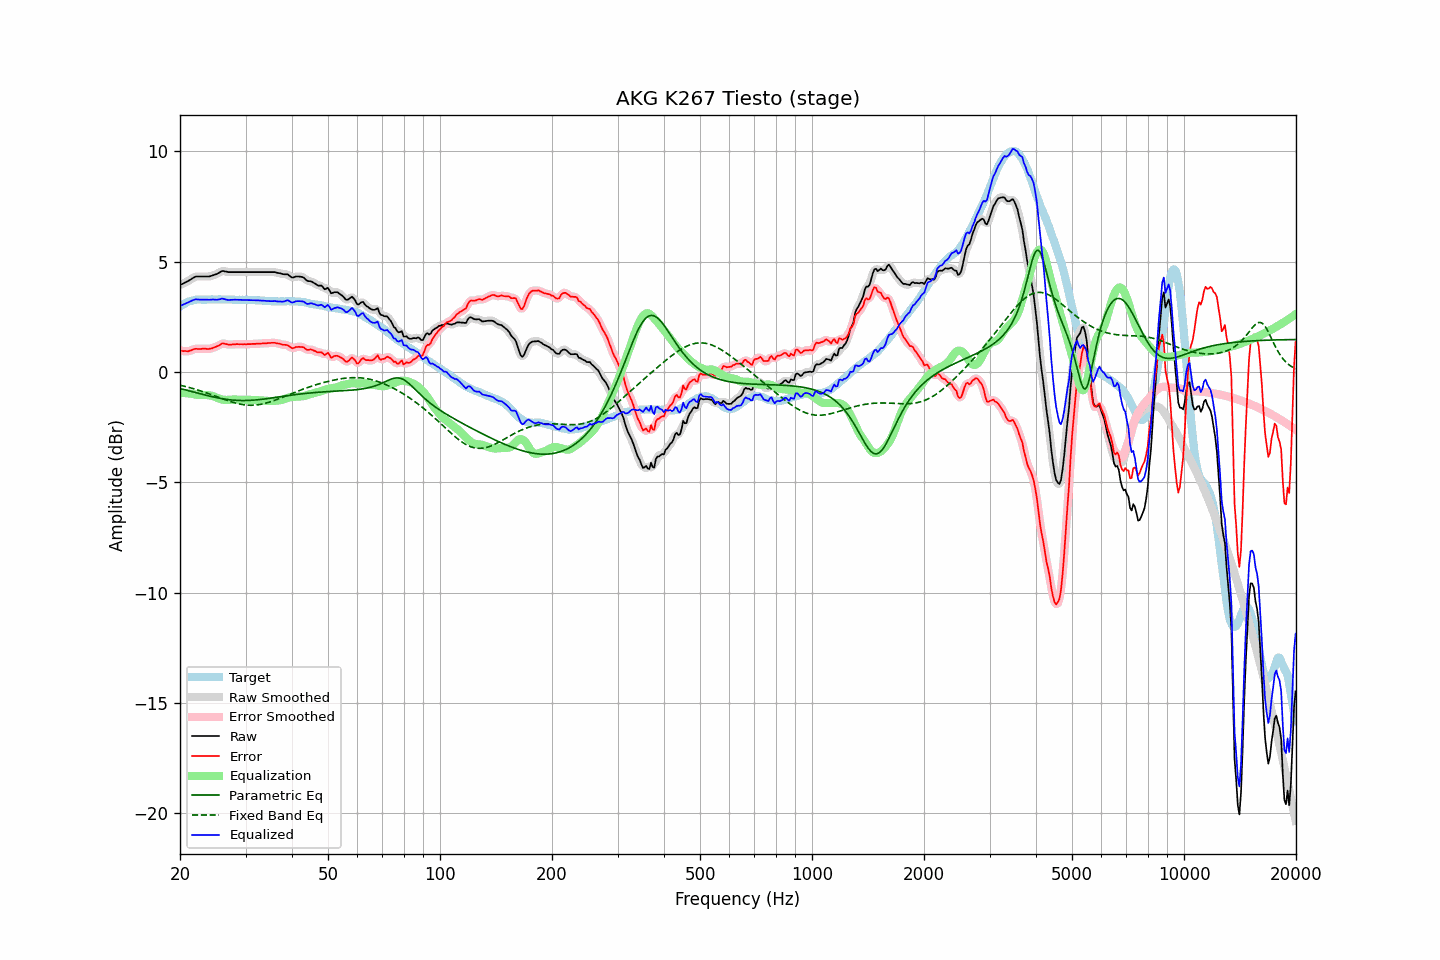 AKG K267 Tiesto (stage)
Amplitude (dBr)
10
5
0
−5
−10
−15
−20
Target
Raw Smoothed
Error Smoothed
Raw
Error
Equalization
Parametric Eq
Fixed Band Eq
Equalized
20 50 100 200 500 1000 2000 5000 10000 20000
Frequency (Hz)